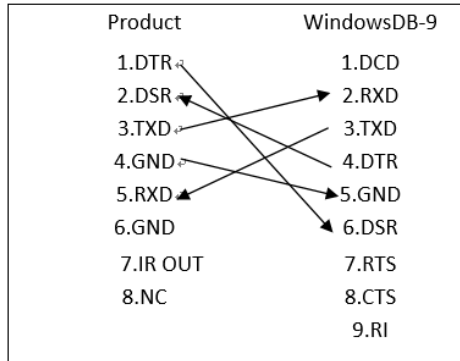 Product WindowsDB-9
1.DTR 1.DCD
2.DSR 2.RXD
3.TXD 3.TXD
4.GND 4.DTR
5.RXD 5.GND
6.GND 6.DSR
7.IR OUT 7.RTS
8.NC 8.CTS
9.RI